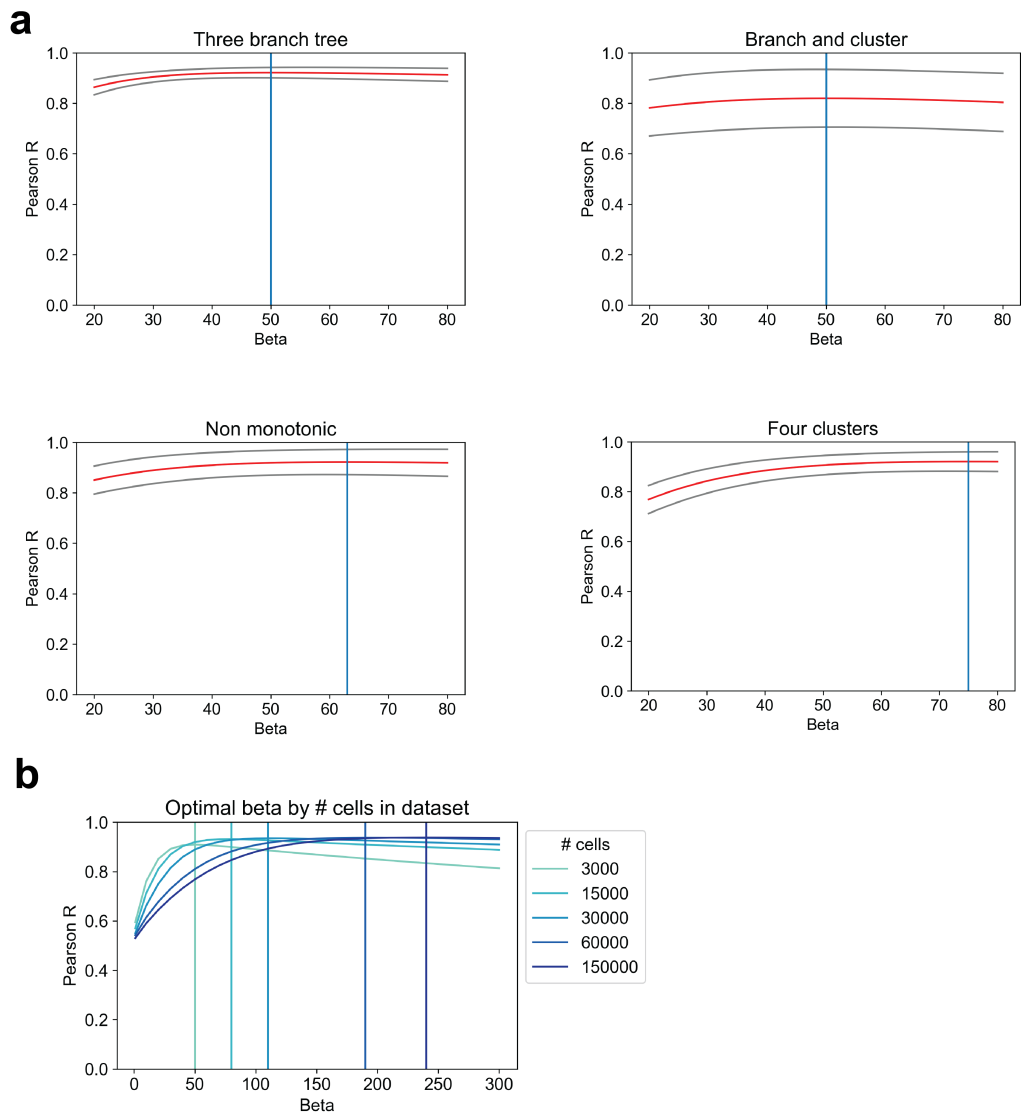 a
Three branch tree
1.0
0.8
0.6
0.4
0.2
0.0
Pearson R
20 30 40 50 60 70 80
Beta
Branch and cluster
1.0
0.8
0.6
0.4
0.2
0.0
Pearson R
20 30 40 50 60 70 80
Beta
Non monotonic
1.0
0.8
0.6
0.4
0.2
0.0
Pearson R
20 30 40 50 60 70 80
Beta
Four clusters
1.0
0.8
0.6
0.4
0.2
0.0
Pearson R
20 30 40 50 60 70 80
Beta
b
Optimal beta by # cells in dataset
1.0
0.8
0.6
0.4
0.2
0.0
Pearson R
0 50 100 150 200 250 300
Beta
# cells
3000
15000
30000
60000
150000